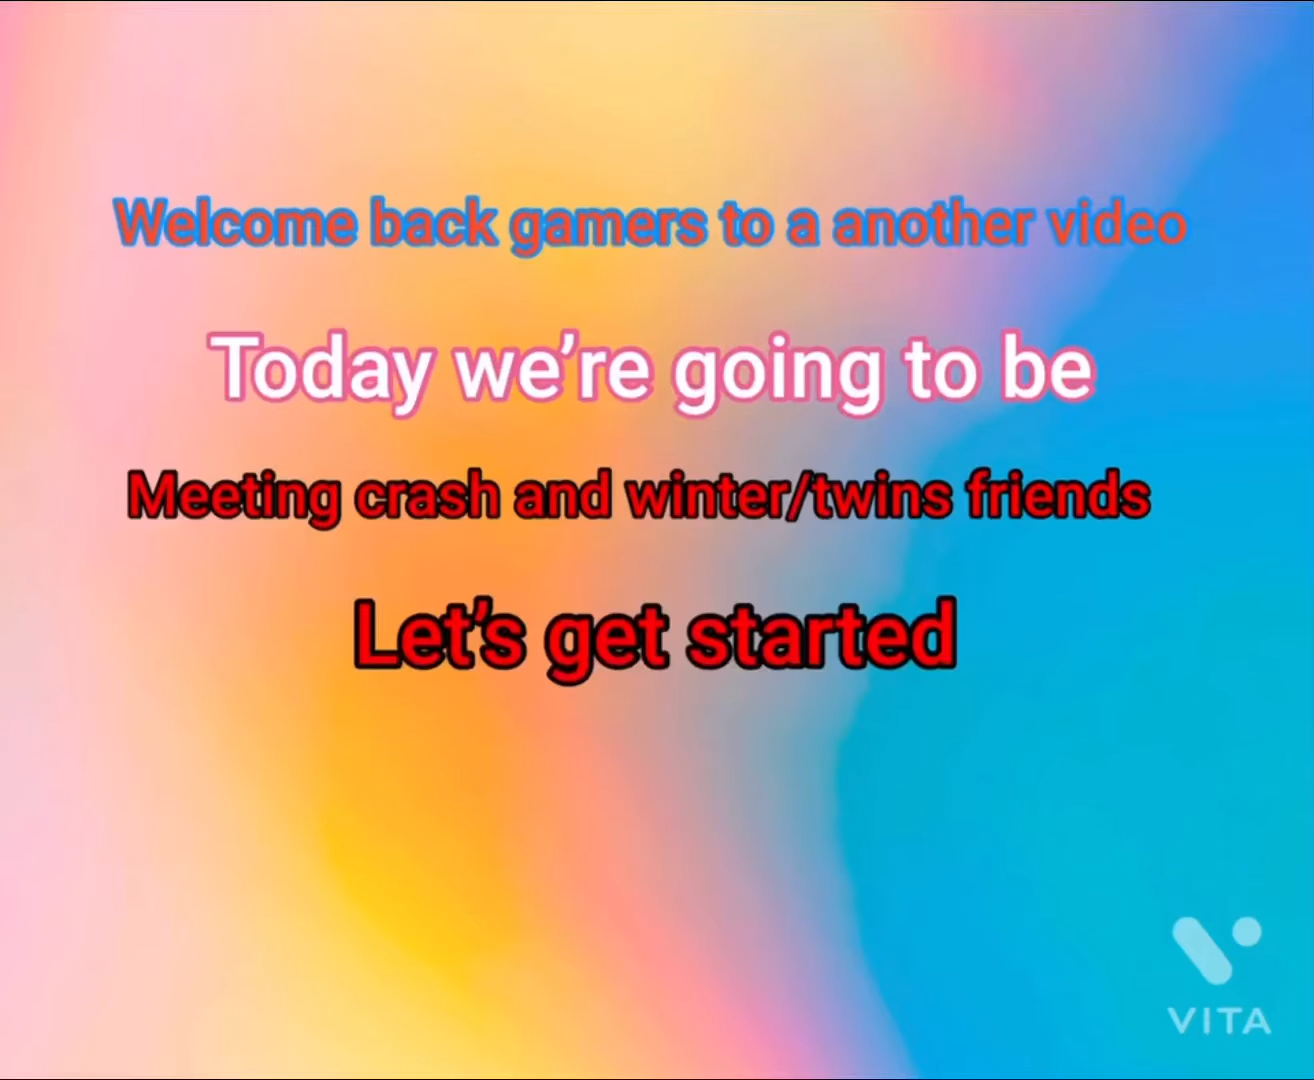 Welcome back gamers to a another video
Today we’re going to be
Meeting crash and winter/twins friends
Let’s get started
VITA